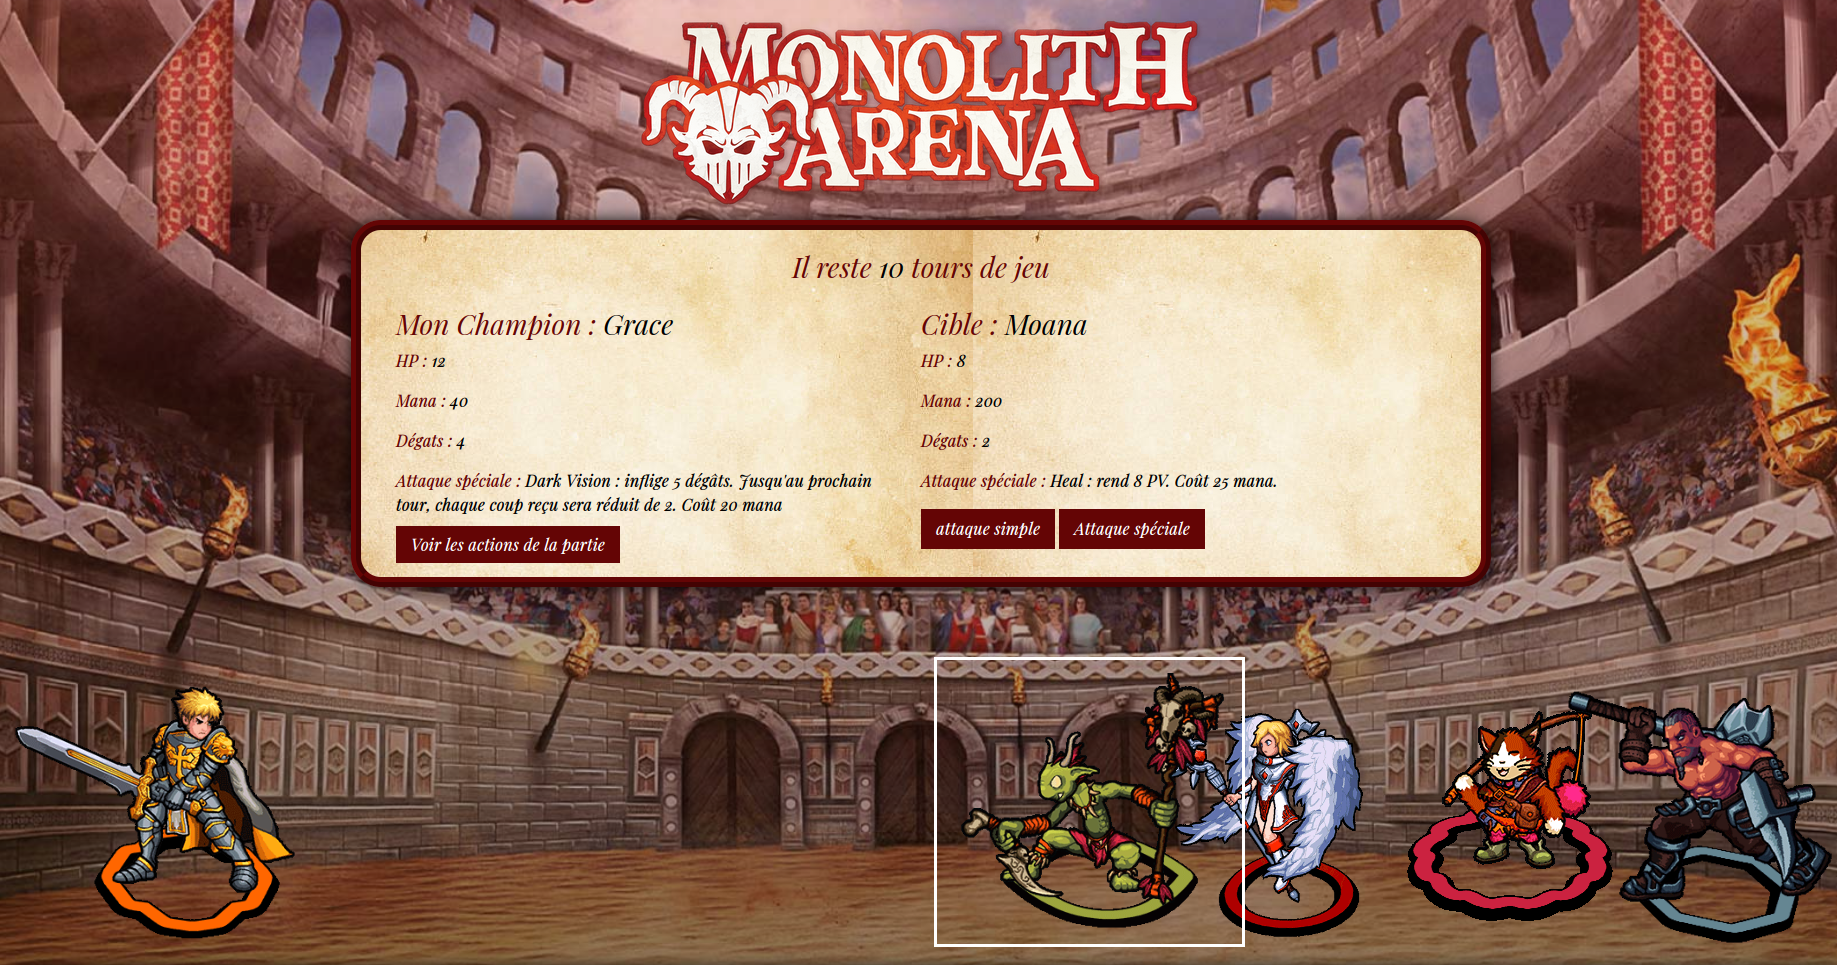 MONOLITH
ARENA
Il reste 10 tours de jeu
Mon Champion : Grace
HP : 12
Mana : 40
Dégats : 4
Attaque spéciale : Dark Vision : inflige 5 dégâts. Jusqu'au prochain
tour, chaque coup reçu sera réduit de 2. Coût 20 mana
Voir les actions de la partie
Cible : Moana
HP : 8
Mana : 200
Dégats : 2
Attaque spéciale : Heal : rend 8 PV. Coût 25 mana.
attaque simple
Attaque spéciale